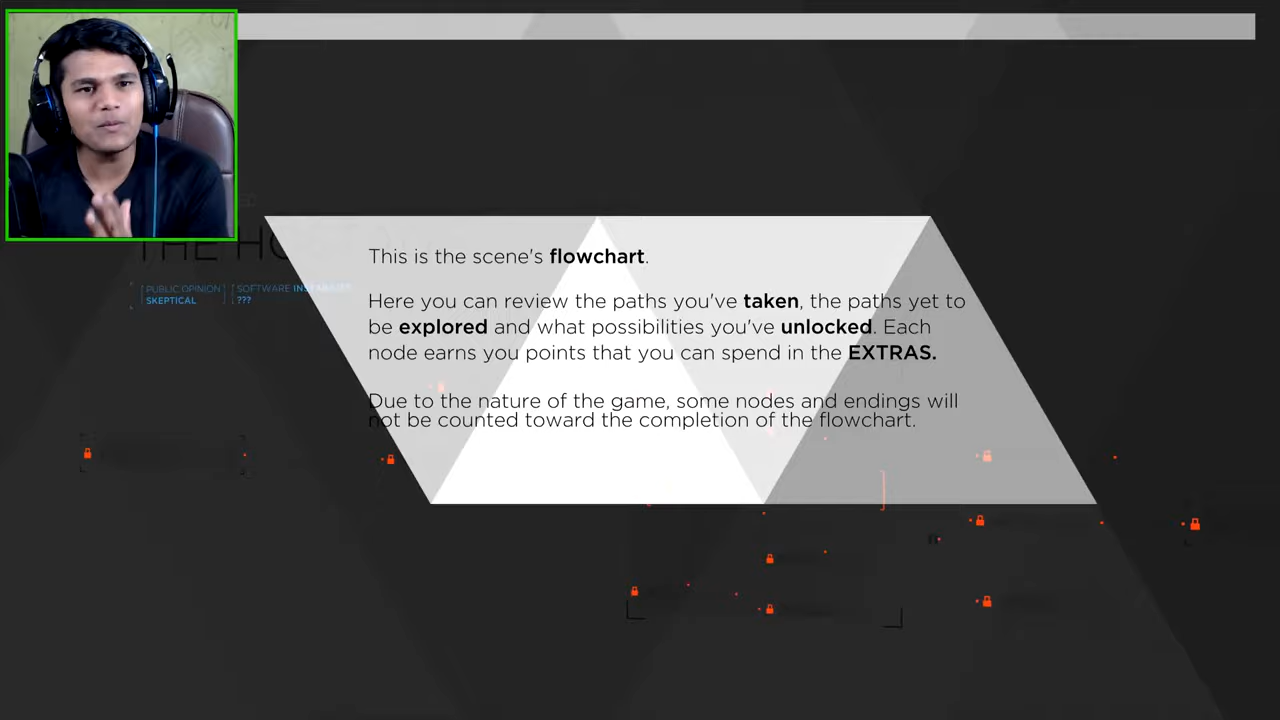 THE HO
PUBLIC OPINION
SOFTWARE INSTABILITY
SKEPTICAL
???
This is the scene's flowchart.
Here you can review the paths you've taken, the paths yet to
be explored and what possibilities you've unlocked. Each
node earns you points that you can spend in the EXTRAS.
Due to the nature of the game, some nodes and endings will
not be counted toward the completion of the flowchart.